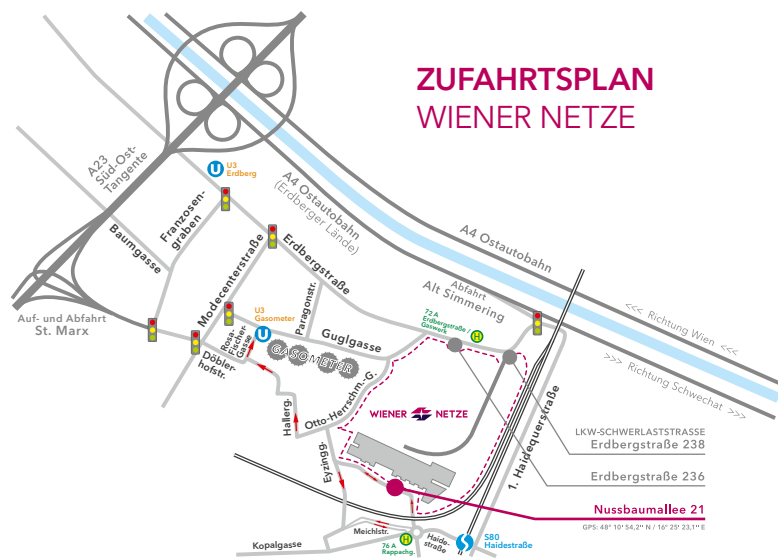 ZUFAHRTSPLAN
WIENER NETZE
A23
Süd-Ost-
Tangente
U
U3
Erdberg
Franzosen-
graben
Baumgasse
A4 Ostautobahn
(Erdberger
Lände)
A4 Ostautobahn
Abfahrt
Alt Simmering
<<< Richtung Wien <<<
>>> Richtung Schwechat >>>
Auf- und Abfahrt
St. Marx
Modecenterstraße
Erdbergstraße
Paragonstr.
U3
Gasometer
U
Rosa-
Fischer-
Gasse
Guglgasse
GASOMETER
72 A
Erdbergstraße /
Gaswerk
H
Döbler-
hofstr.
Hallerg.
Otto-Herrschm.-G.
WIENER NETZE
Eyzingg.
1. Haidequerstraße
LKW-SCHWERLASTSTRASSE
Erdbergstraße 238
Erdbergstraße 236
Nussbaumallee 21
GPS: 48° 10' 54,2'' N / 16° 25' 23,1'' E
Meichlstr.
Haide-
straße
H
76 A
Rappachg.
S80
Haidestraße
Kopalgasse